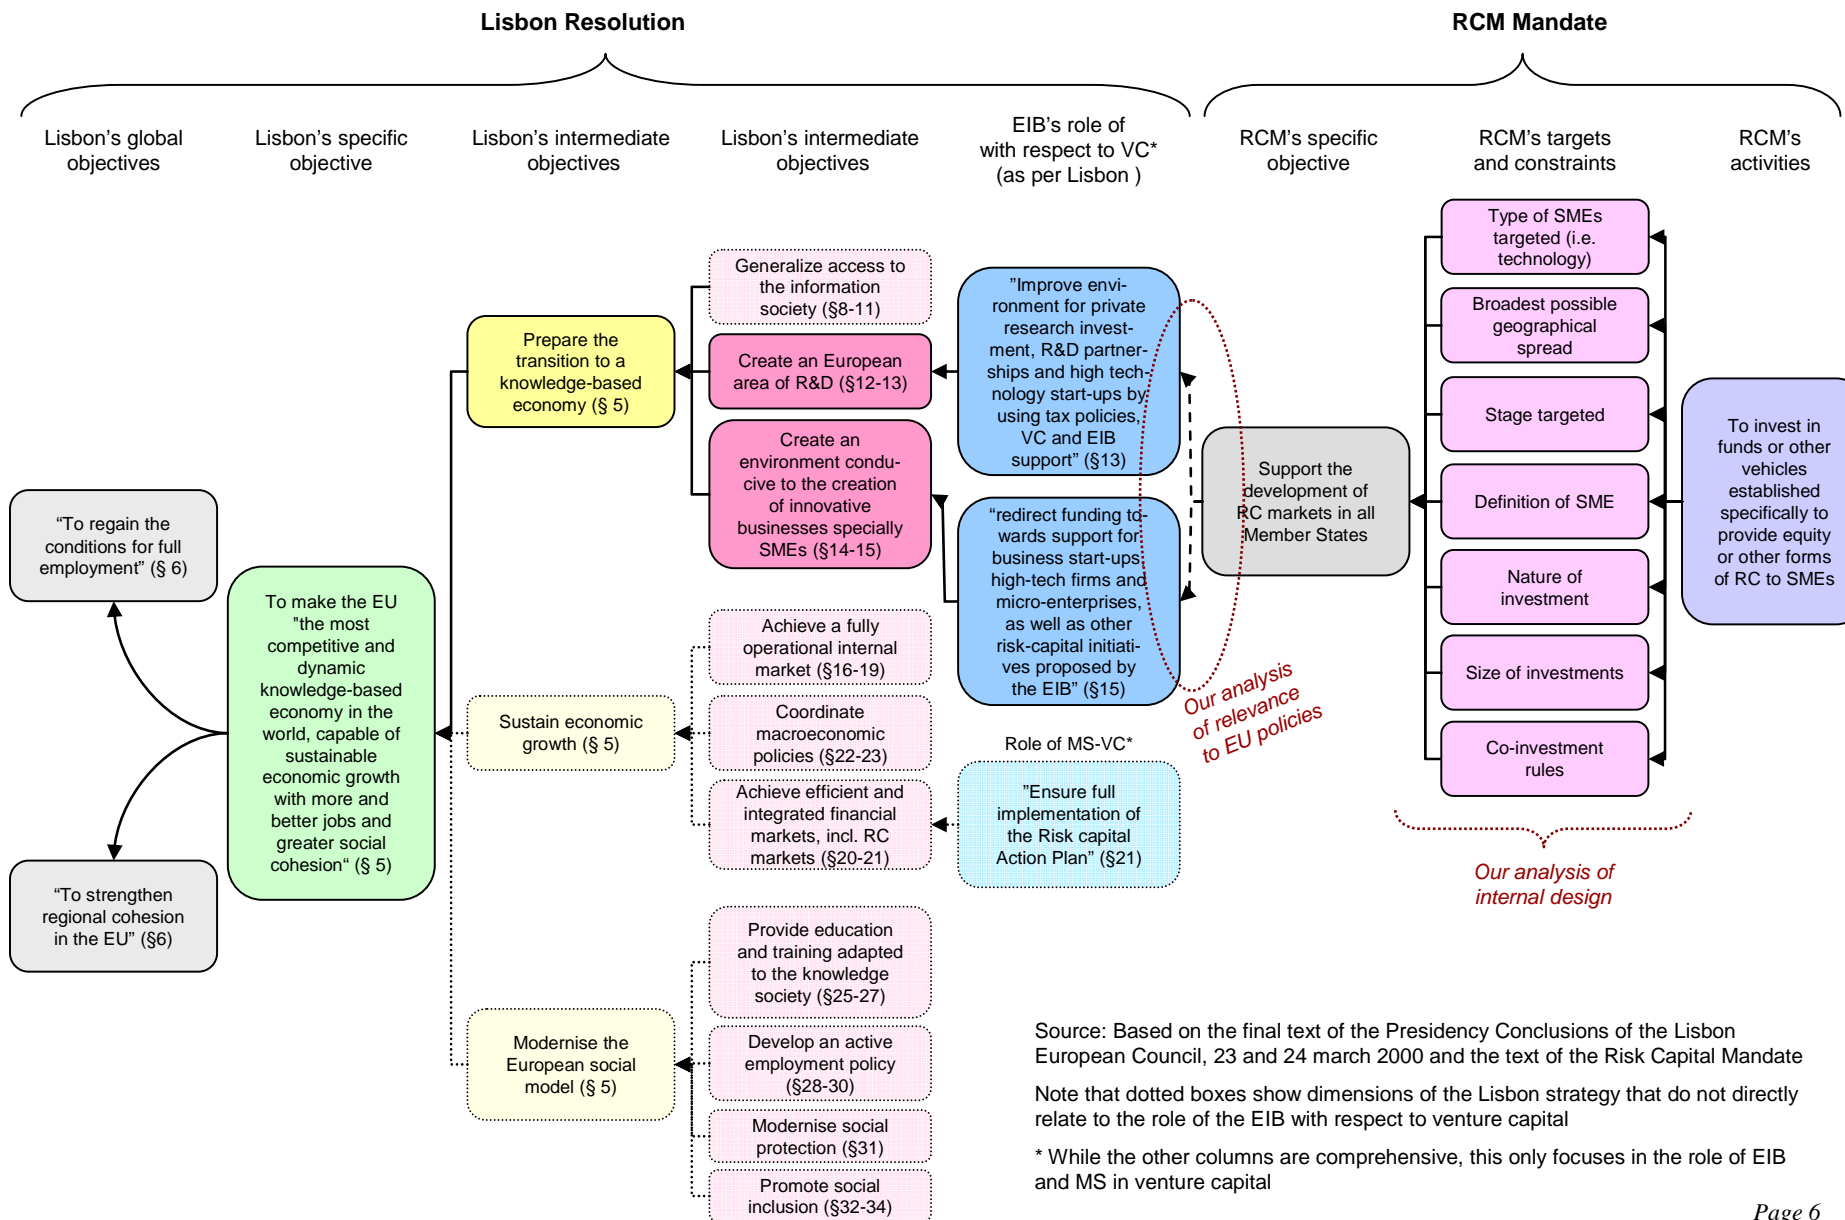 Lisbon Resolution
RCM Mandate
Lisbon's global
objectives
Lisbon's specific
objective
Lisbon's intermediate
objectives
Lisbon's intermediate
objectives
EIB's role of
with respect to VC*
(as per Lisbon )
RCM's specific
objective
RCM's targets
and constraints
RCM's
activities
“To regain the
conditions for full
employment” (§ 6)
“To strengthen
regional cohesion
in the EU” (§6)
To make the EU
"the most
competitive and
dynamic
knowledge-based
economy in the
world, capable of
sustainable
economic growth
with more and
better jobs and
greater social
cohesion“ (§ 5)
Prepare the
transition to a
knowledge-based
economy (§ 5)
Sustain economic
growth (§ 5)
Modernise the
European social
model (§ 5)
Generalize access to
the information
society (§8-11)
Create an European
area of R&D (§12-13)
Create an
environment condu-
cive to the creation
of innovative
businesses specially
SMEs (§14-15)
Achieve a fully
operational internal
market (§16-19)
Coordinate
macroeconomic
policies (§22-23)
Achieve efficient and
integrated financial
markets, incl. RC
markets (§20-21)
Provide education
and training adapted
to the knowledge
society (§25-27)
Develop an active
employment policy
(§28-30)
Modernise social
protection (§31)
Promote social
inclusion (§32-34)
”Improve envi-
ronment for private
research invest-
ment, R&D partner-
ships and high tech-
nology start-ups by
using tax policies,
VC and EIB
support” (§13)
“redirect funding to-
wards support for
business start-ups,
high-tech firms and
micro-enterprises,
as well as other
risk-capital initiati-
ves proposed by
the EIB” (§15)
Role of MS-VC*
”Ensure full
implementation of
the Risk capital
Action Plan” (§21)
Our analysis
of relevance
to EU policies
Support the
development of
RC markets in all
Member States
Type of SMEs
targeted (i.e.
technology)
Broadest possible
geographical
spread
Stage targeted
Definition of SME
Nature of
investment
Size of investments
Co-investment
rules
Our analysis of
internal design
To invest in
funds or other
vehicles
established
specifically to
provide equity
or other forms
of RC to SMEs
Source: Based on the final text of the Presidency Conclusions of the Lisbon
European Council, 23 and 24 march 2000 and the text of the Risk Capital Mandate
Note that dotted boxes show dimensions of the Lisbon strategy that do not directly
relate to the role of the EIB with respect to venture capital
* While the other columns are comprehensive, this only focuses in the role of EIB
and MS in venture capital
Page 6